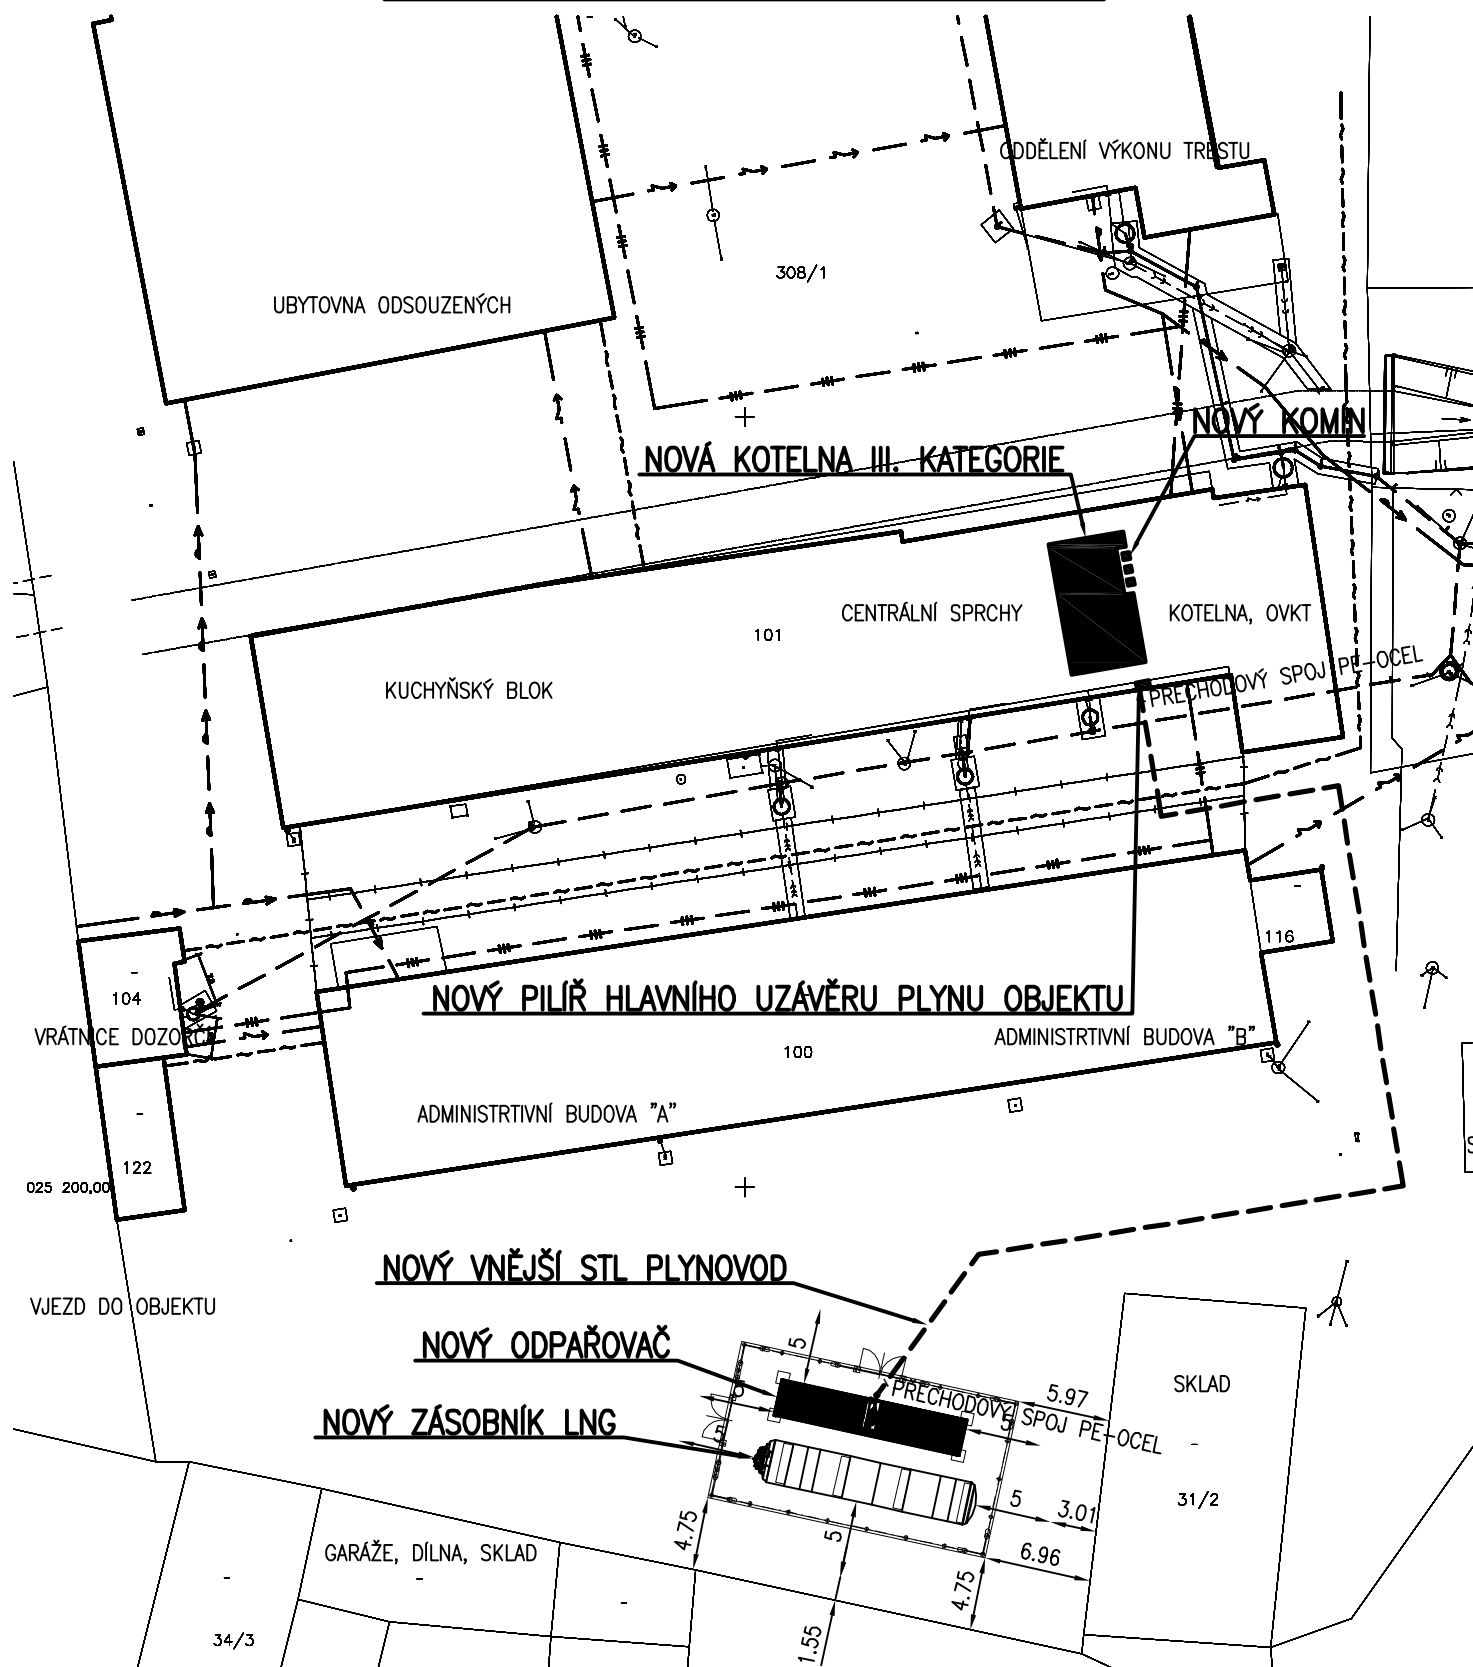 ODDĚLENÍ VÝKONU TRESTU
308/1
UBYTOVNA ODSOUZENÝCH
NOVÝ KOMÍN
NOVÁ KOTELNA III. KATEGORIE
CENTRÁLNÍ SPRCHY
KOTELNA, OVKT
101
PŘECHODOVÝ SPOJ PE-OCEL
KUCHYŇSKÝ BLOK
116
104
NOVÝ PILÍŘ HLAVNÍHO UZÁVĚRU PLYNU OBJEKTU
VRÁTNICE DOZORČÍ
ADMINISTRTIVNÍ BUDOVA "B"
100
ADMINISTRTIVNÍ BUDOVA "A"
122
025 200,00
NOVÝ VNĚJŠÍ STL PLYNOVOD
VJEZD DO OBJEKTU
NOVÝ ODPAŘOVAČ
5
SKLAD
5.97
PŘECHODOVÝ SPOJ PE-OCEL
NOVÝ ZÁSOBNÍK LNG
5
5
31/2
5
3.01
4.75
5
6.96
GARÁŽE, DÍLNA, SKLAD
4.75
34/3
1.55